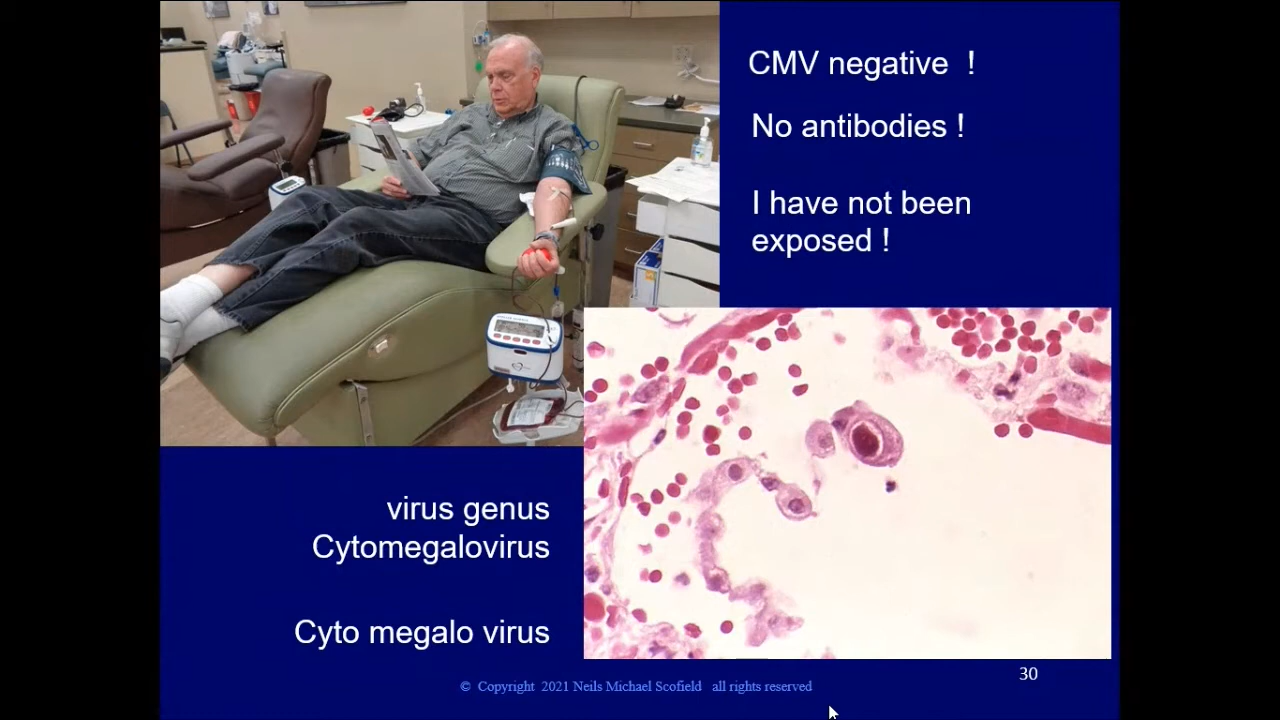 CMV negative  !
No antibodies !
I have not been
exposed !
virus genus
Cytomegalovirus
Cyto megalo virus
30
©  Copyright  2021 Neils Michael Scofield   all rights reserved